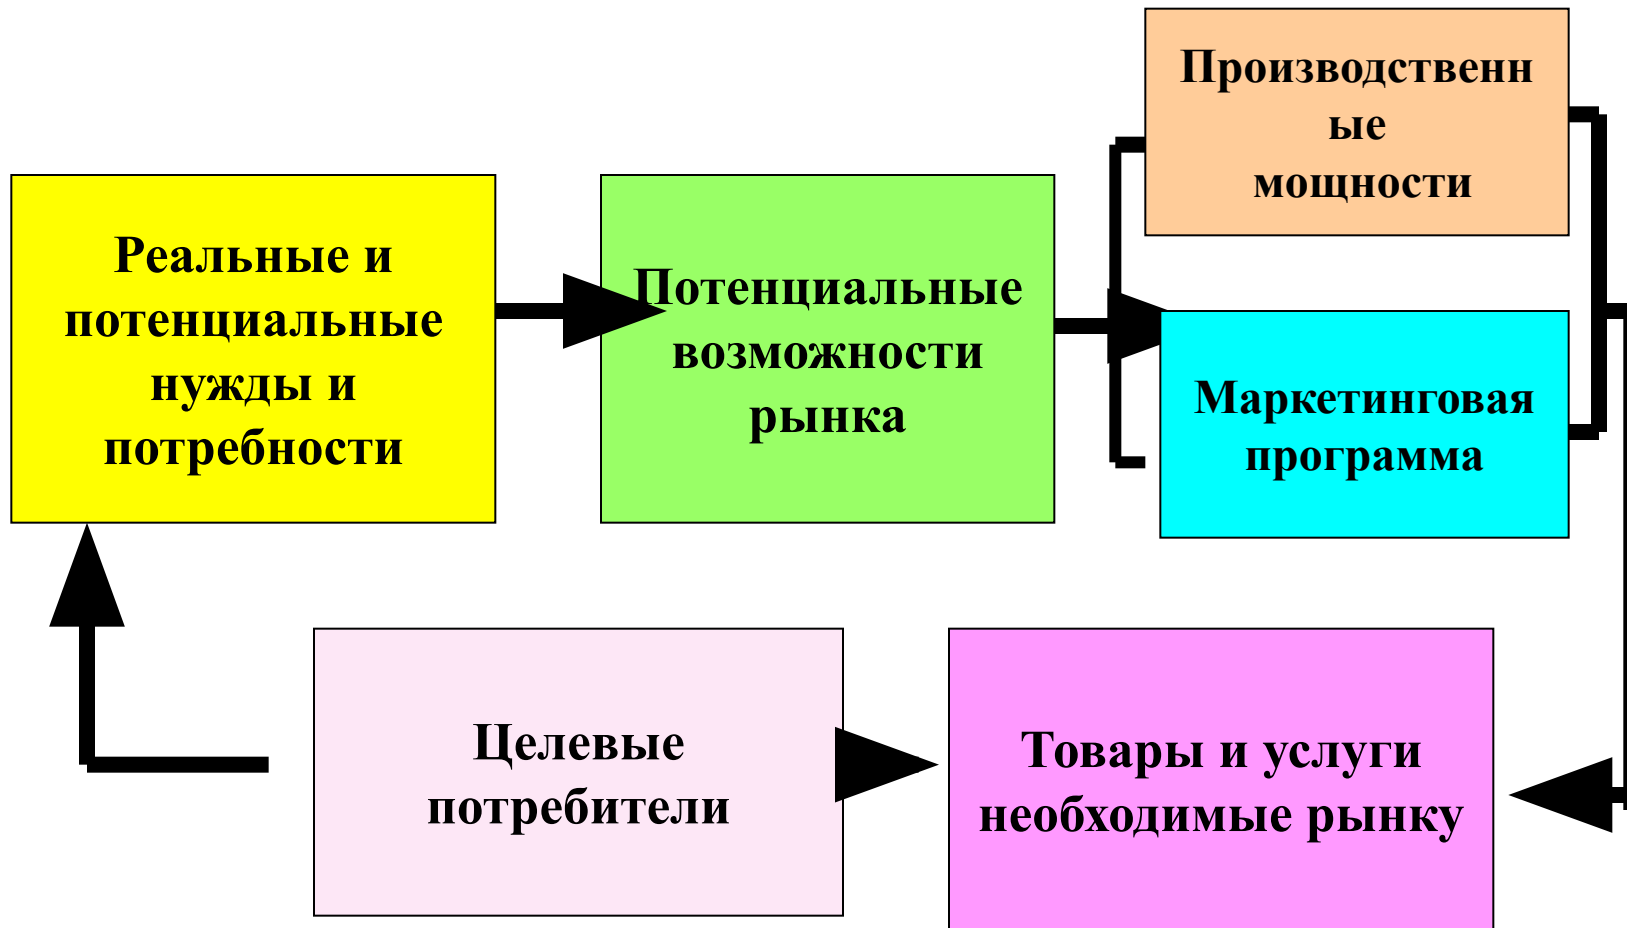 Производственн
ые
мощности
Реальные и
потенциальные
нужды и
потребности
Потенциальные
возможности
рынка
Маркетинговая
программа
Целевые
потребители
Товары и услуги
необходимые рынку